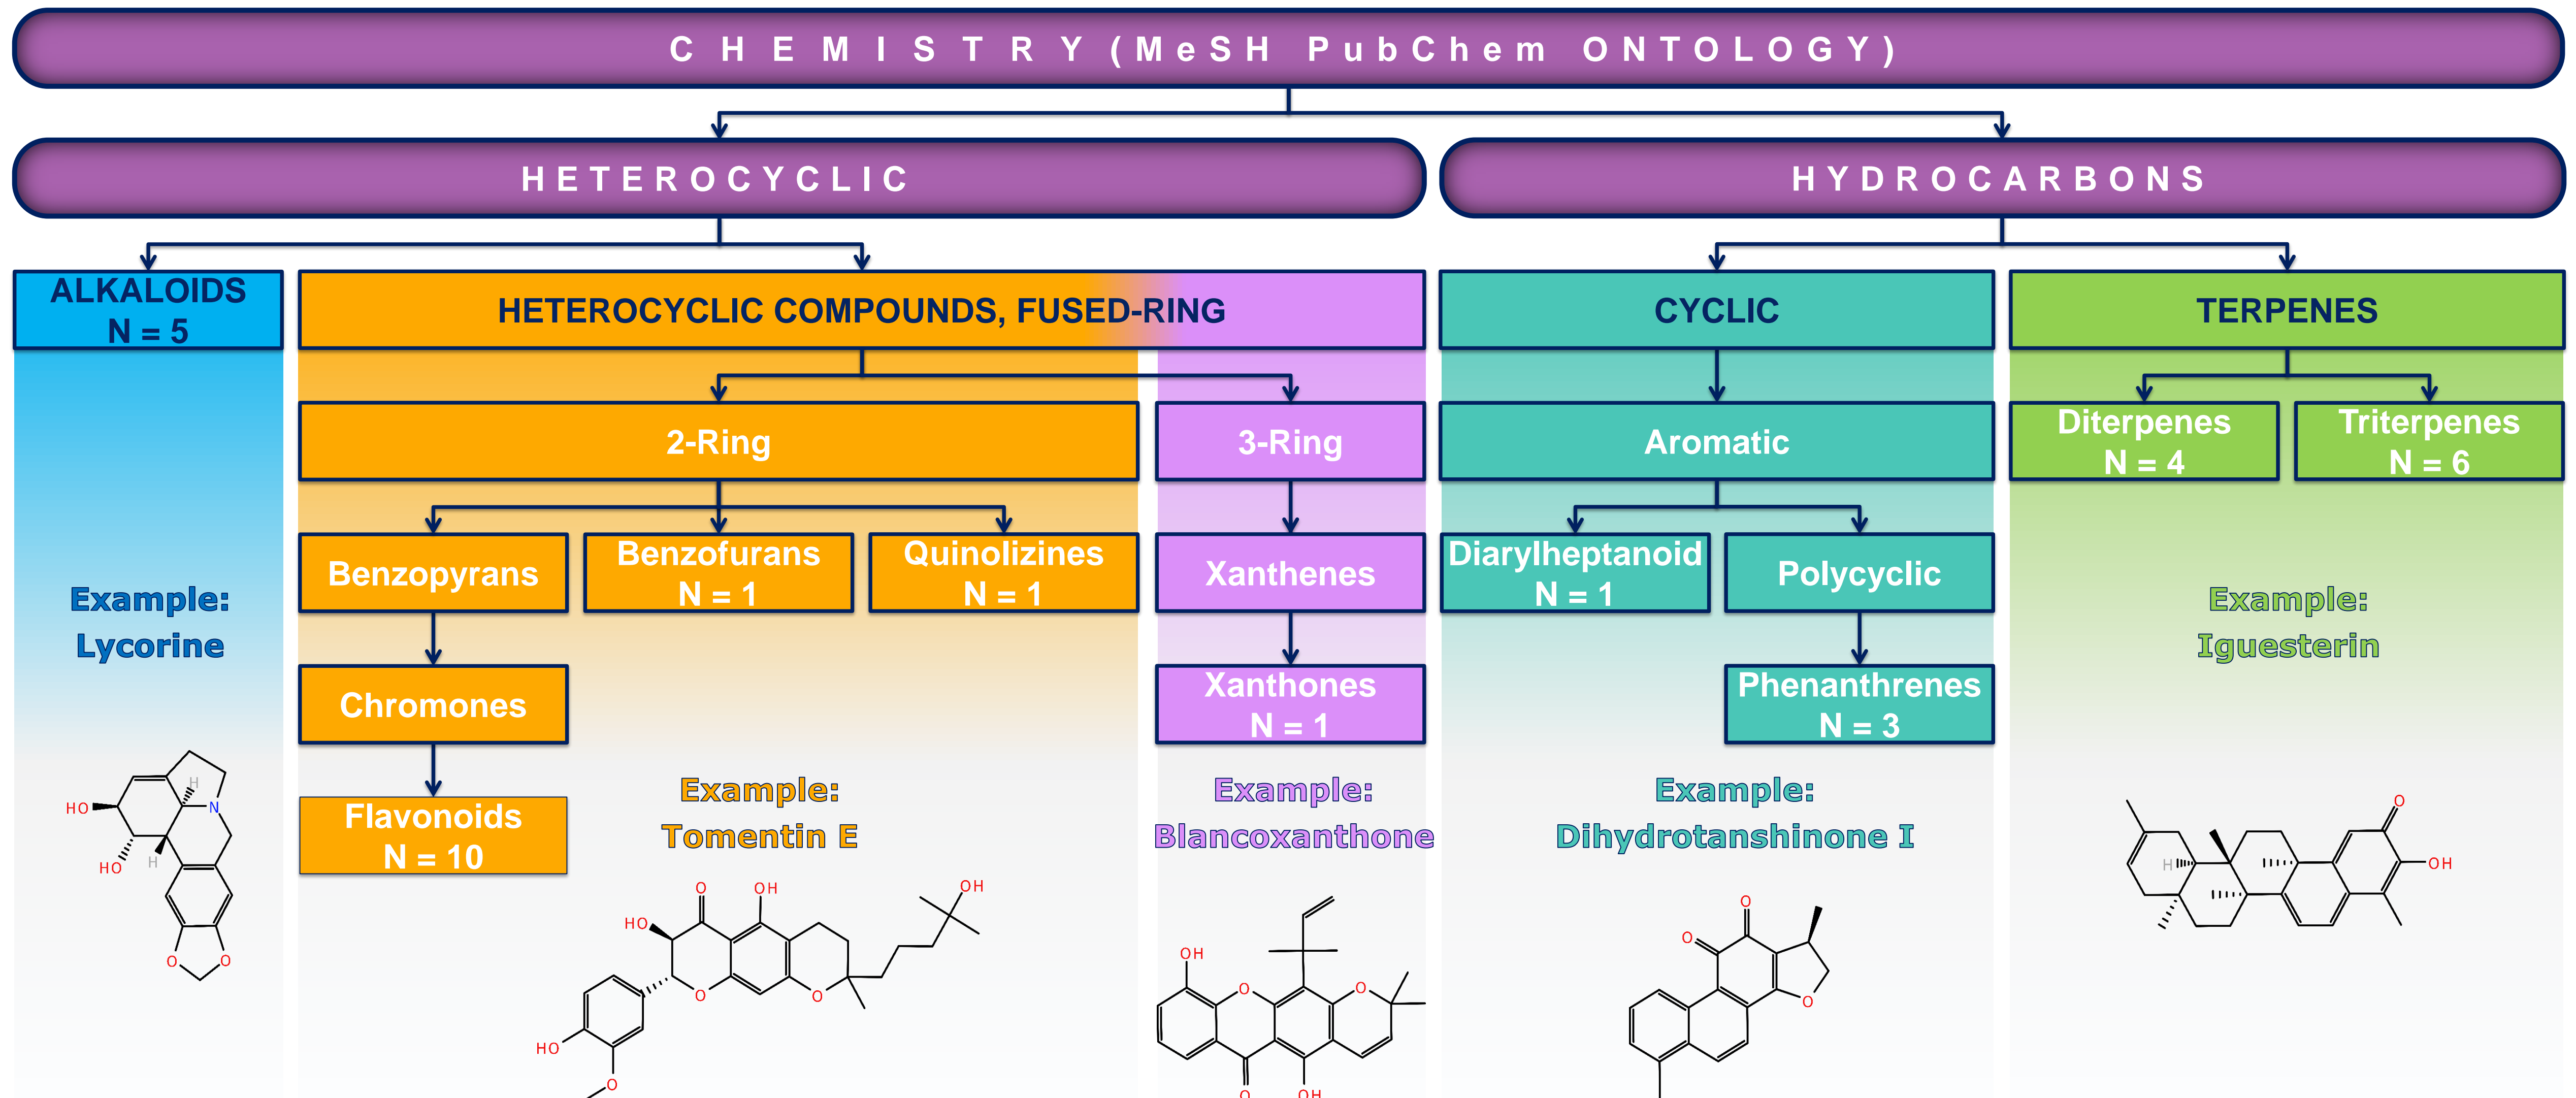 CHEMISTRY (MeSH PubChem ONTOLOGY)
HETEROCYCLIC
HYDROCARBONS
ALKALOIDS
N = 5
HETEROCYCLIC COMPOUNDS, FUSED-RING
CYCLIC
TERPENES
2-Ring
3-Ring
Aromatic
Diterpenes
N = 4
Triterpenes
N = 6
Benzopyrans
Benzofurans
N = 1
Quinolizines
N = 1
Xanthenes
Diarylheptanoid
N = 1
Polycyclic
Chromones
Xanthones
N = 1
Phenanthrenes
N = 3
Flavonoids
N = 10
Example:
Lycorine
HO
H
N
HO
H
O
O
Example:
Tomentin E
O
OH
OH
HO
O
O
HO
O
Example:
Blancoxanthone
OH
O
O
O
OH
Example:
Dihydrotanshinone I
O
O
O
Example:
Iguesterin
O
H
OH